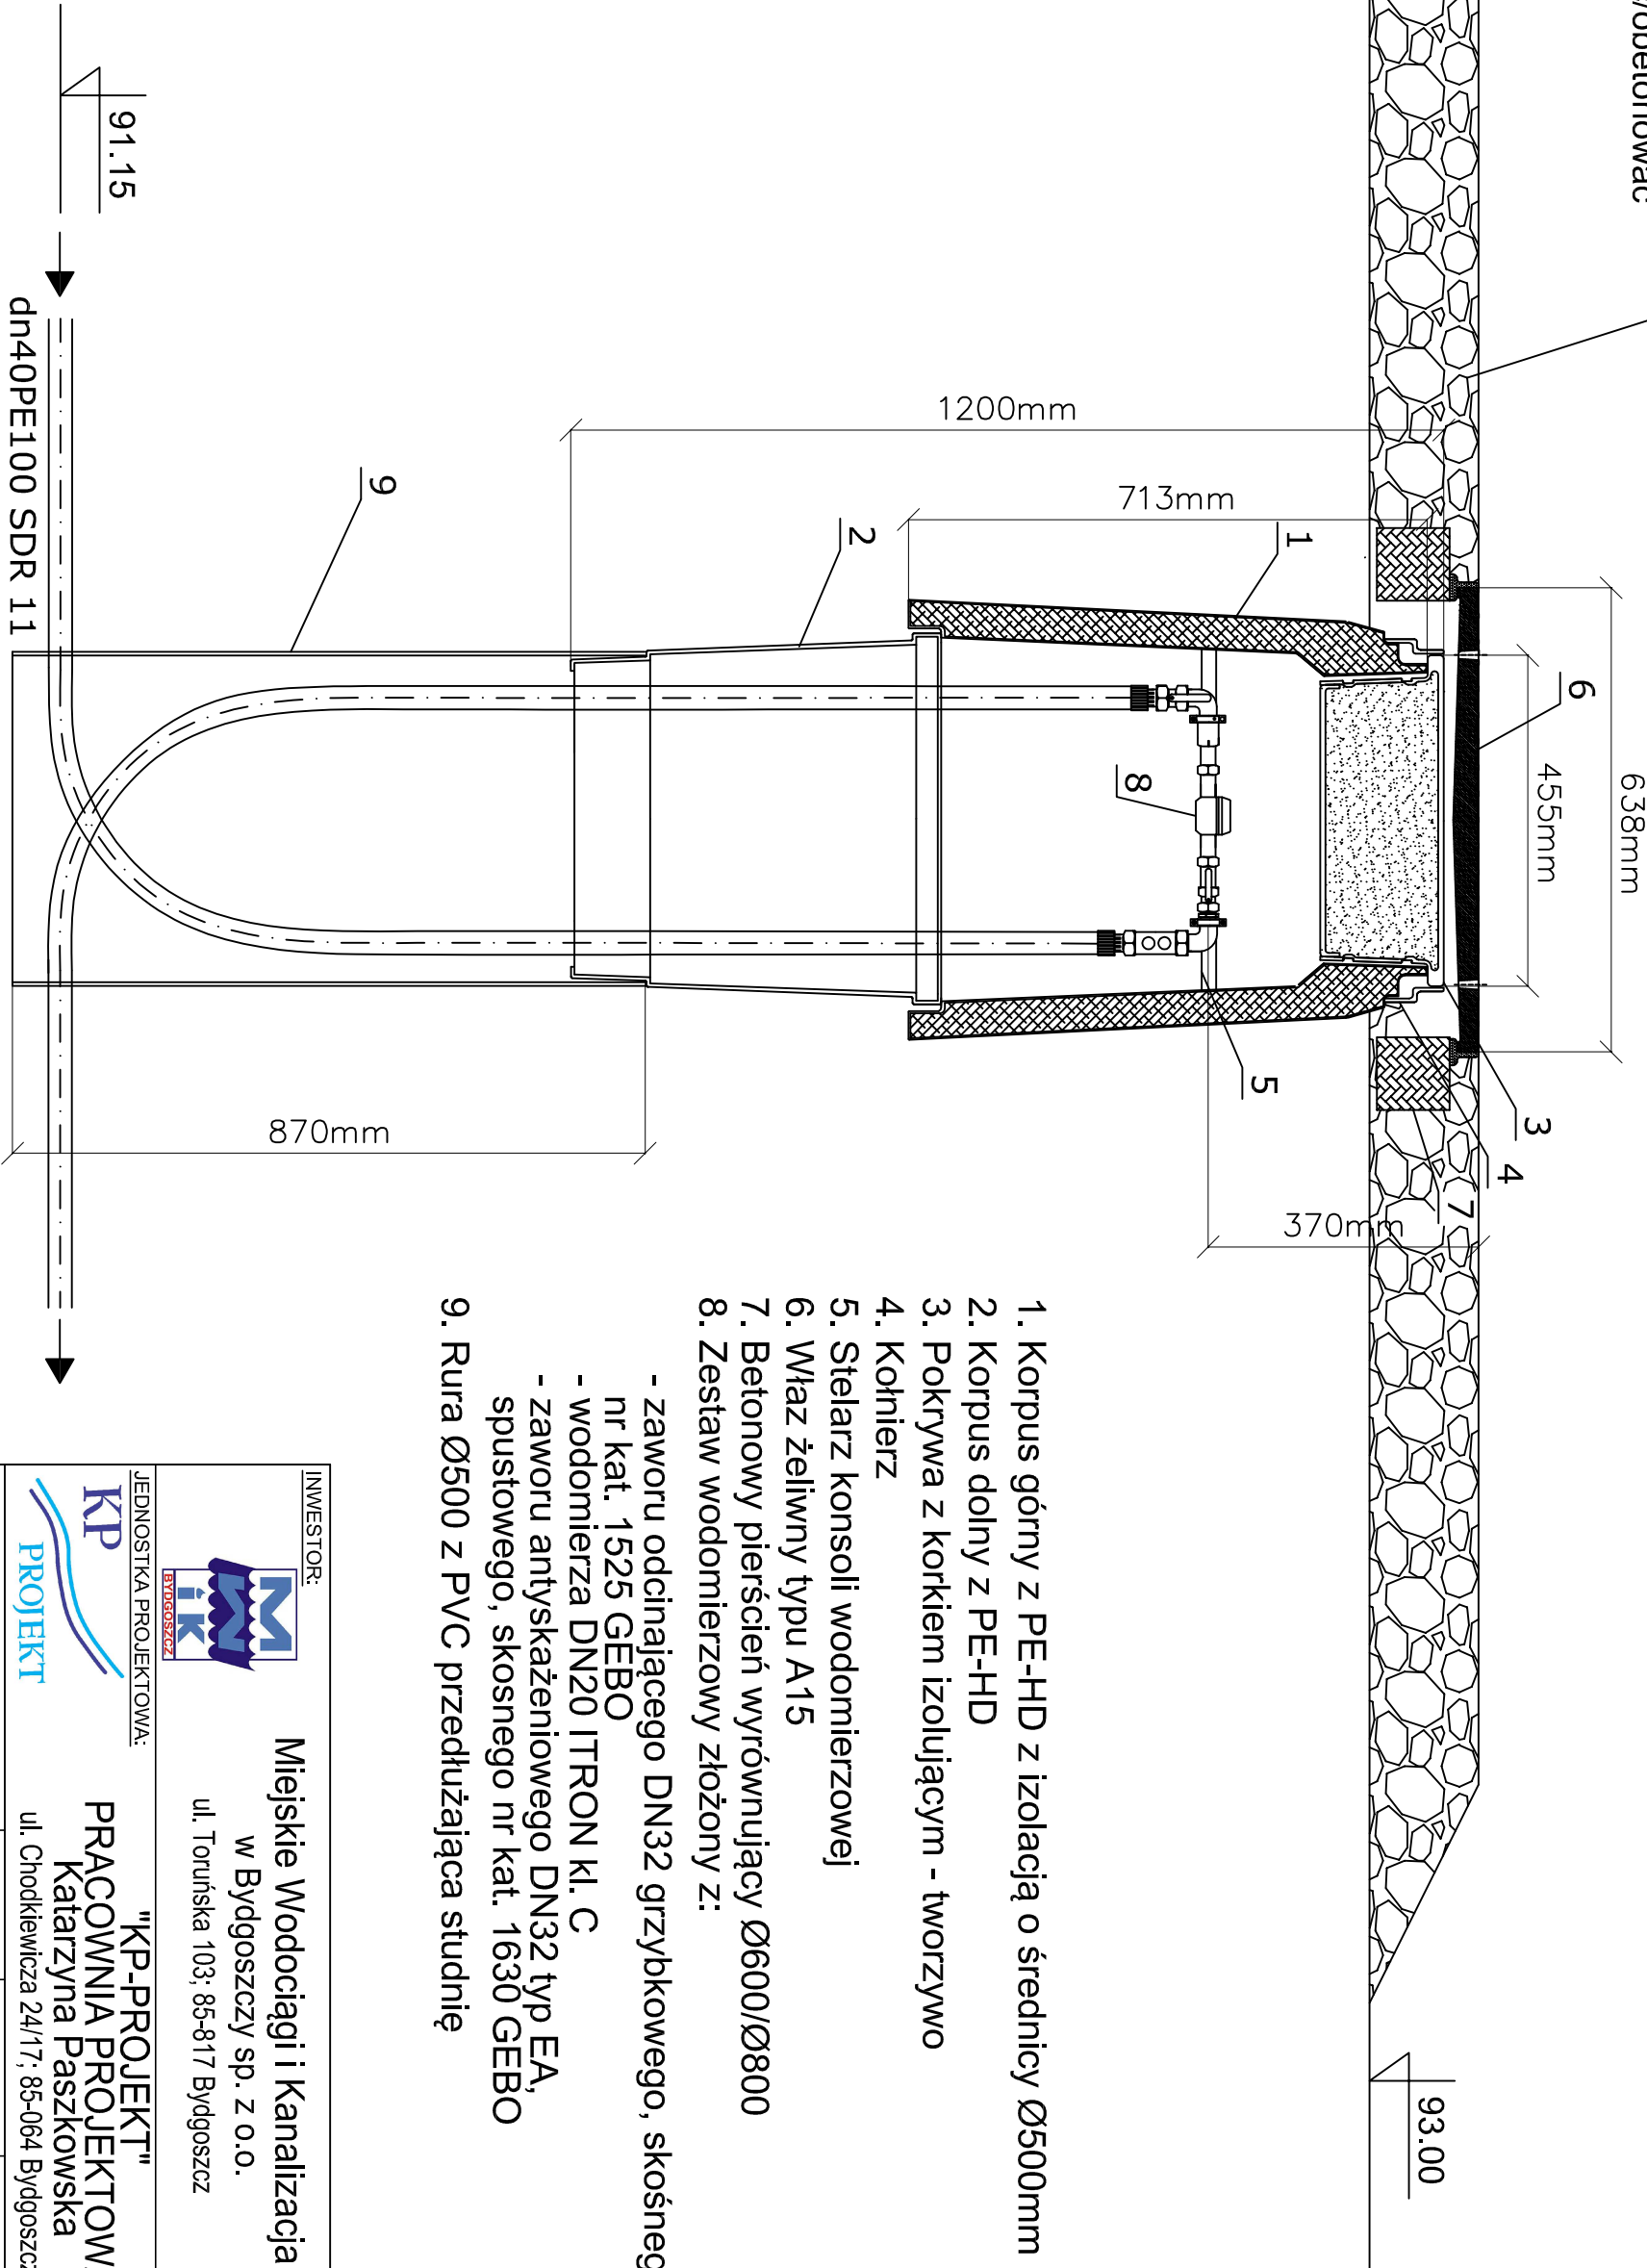 638mm
455mm
6
3
4
7
1
5
8
2
9
1200mm
713mm
370mm
870mm
93.00
91.15
dn40PE100 SDR 11
1. Korpus górny z PE-HD z izolacją o średnicy Ø500mm
2. Korpus dolny z PE-HD
3. Pokrywa z korkiem izolującym - tworzywo
4. Kołnierz
5. Stelarz konsoli wodomierzowej
6. Właz żeliwny typu A15
7. Betonowy pierścień wyrównujący Ø600/Ø800
8. Zestaw wodomierzowy złożony z:
- zaworu odcinającego DN32 grzybkowego, skośneg
nr kat. 1525 GEBO
- wodomierza DN20 ITRON kl. C
- zaworu antyskażeniowego DN32 typ EA,
spustowego, skosnego nr kat. 1630 GEBO
9. Rura Ø500 z PVC przedłużająca studnię
INWESTOR:
MWiK
BYDGOSZCZ
Miejskie Wodociągi i Kanalizacja
w Bydgoszczy sp. z o.o.
ul. Toruńska 103; 85-817 Bydgoszcz
JEDNOSTKA PROJEKTOWA:
KP
PROJEKT
"KP-PROJEKT"
PRACOWNIA PROJEKTOW
Katarzyna Paszkowska
ul. Chodkiewicza 24/17; 85-064 Bydgoszcz